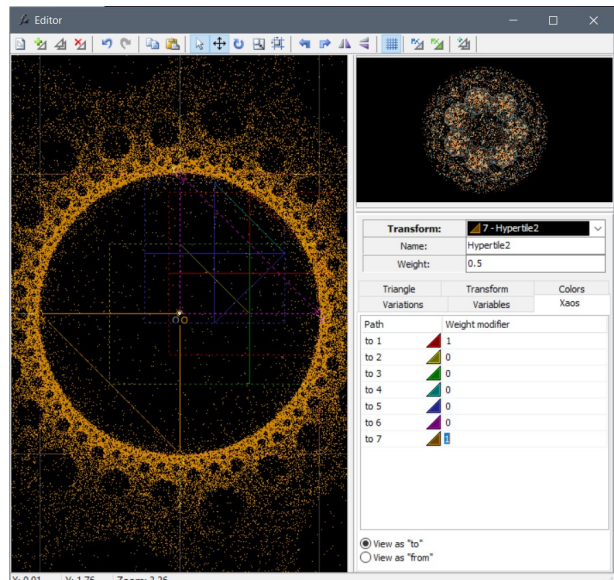 Editor
Transform: 7 - Hypertile2
Name: Hypertile2
Weight: 0.5
Triangle Transform Colors
Variations Variables Xaos
Path Weight modifier
to 1 1
to 2 0
to 3 0
to 4 0
to 5 0
to 6 0
to 7 1
View as "to"
View as "from"